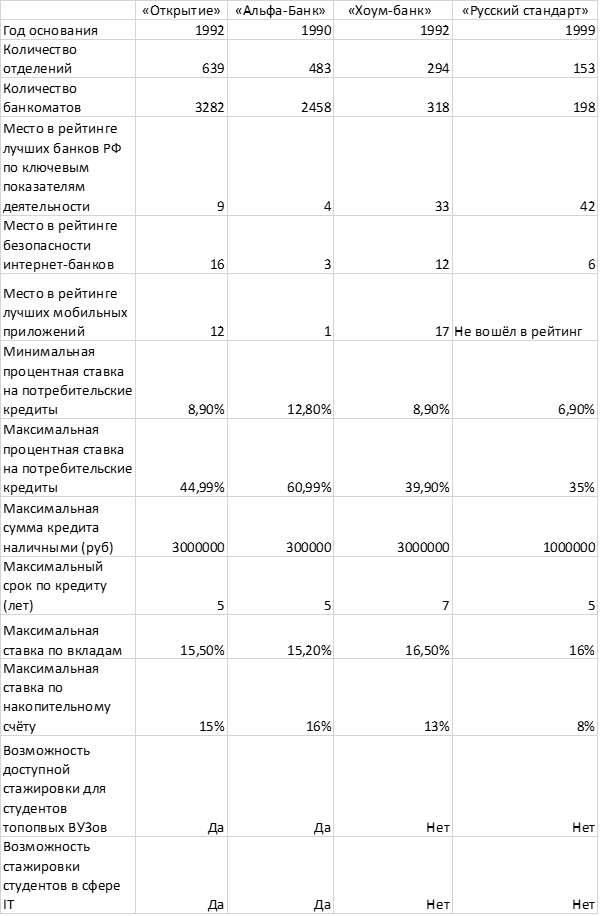 «Открытие» «Альфа-Банк» «Хоум-банк» «Русский стандарт»
Год основания 1992 1990 1992 1999
Количество
отделений 639 483 294 153
Количество
банкоматов 3282 2458 318 198
Место в рейтинге
лучших банков РФ
по ключевым
показателям
деятельности 9 4 33 42
Место в рейтинге
безопасности
интернет-банков 16 3 12 6
Место в рейтинге
лучших мобильных
приложений 12 1 17 Не вошёл в рейтинг
Минимальная
процентная ставка
на потребительские
кредиты 8,90% 12,80% 8,90% 6,90%
Максимальная
процентная ставка
на потребительские
кредиты 44,99% 60,99% 39,90% 35%
Максимальная
сумма кредита
наличными (руб) 3000000 300000 3000000 1000000
Максимальный
срок по кредиту
(лет) 5 5 7 5
Максимальная
ставка по вкладам 15,50% 15,20% 16,50% 16%
Максимальная
ставка по
накопительному
счёту 15% 16% 13% 8%
Возможность
доступной
стажировки для
студентов
топопвых ВУЗов Да Да Нет Нет
Возможность
стажировки
студентов в сфере
IT Да Да Нет Нет